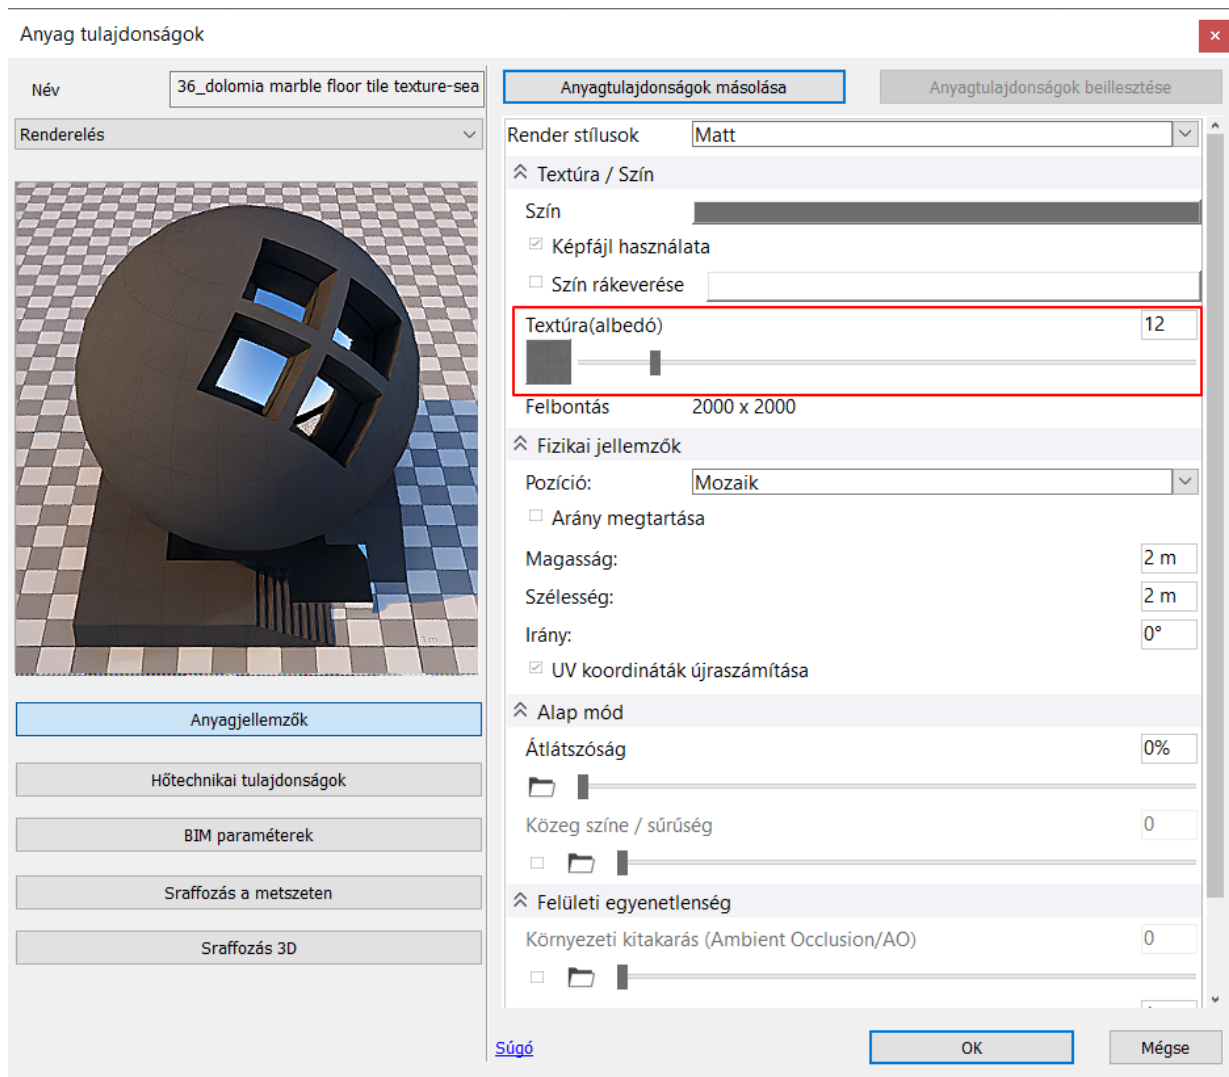 Anyag tulajdonságok
Név
36_dolomia marble floor tile texture-sea
Renderelés
1 m
Anyagjellemzők
Hőtechnikai tulajdonságok
BIM paraméterek
Sraffozás a metszeten
Sraffozás 3D
Anyagtulajdonságok másolása
Anyagtulajdonságok beillesztése
Render stílusok Matt
Textúra / Szín
Szín
Képfájl használata
Szín rákeverése
Textúra(albedó) 12
Felbontás 2000 x 2000
Fizikai jellemzők
Pozíció: Mozaik
Arány megtartása
Magasság: 2 m
Szélesség: 2 m
Irány: 0°
UV koordináták újraszámítása
Alap mód
Átlátszóság 0%
Közeg színe / sűrűség 0
Felületi egyenetlenség
Környezeti kitakarás (Ambient Occlusion/AO) 0
Súgó
OK
Mégse